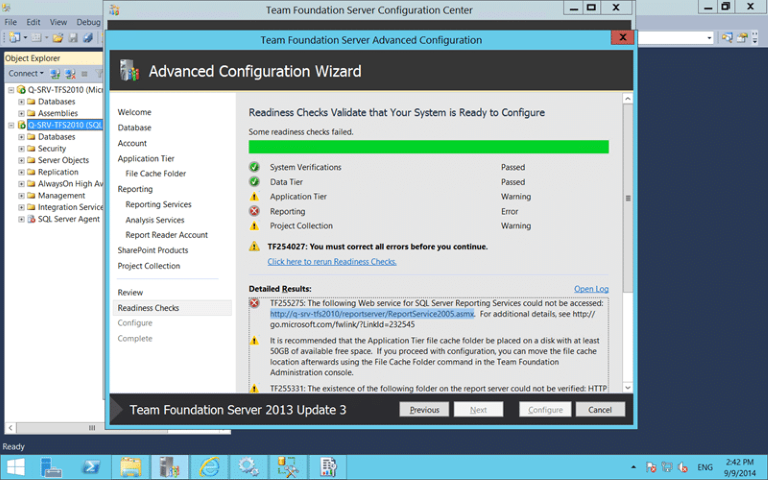 Team Foundation Server Configuration Center
File Edit View Debug
Team Foundation Server Advanced Configuration
Object Explorer
Advanced Configuration Wizard
Connect
Q-SRV-TFS2010 (Mic
Databases
Assemblies
Q-SRV-TFS2010 (SQL
Databases
Security
Server Objects
Replication
AlwaysOn High Av
Management
Integration Service
SQL Server Agent
Welcome
Database
Account
Application Tier
File Cache Folder
Reporting
Reporting Services
Analysis Services
Report Reader Account
SharePoint Products
Project Collection
Review
Readiness Checks
Configure
Complete
Readiness Checks Validate that Your System is Ready to Configure
Some readiness checks failed.
System Verifications Passed
Data Tier Passed
Application Tier Warning
Reporting Error
Project Collection Warning
TF254027: You must correct all errors before you continue.
Click here to rerun Readiness Checks.
Detailed Results: Open Log
TF255275: The following Web service for SQL Server Reporting Services could not be accessed:
http://q-srv-tfs2010/reportserver/ReportService2005.asmx. For additional details, see http://
go.microsoft.com/fwlink/?LinkId=232545
It is recommended that the Application Tier file cache folder be placed on a disk with at least
50GB of available free space. If you proceed with configuration, you can move the file cache
location afterwards using the File Cache Folder command in the Team Foundation
Administration console.
TF255331: The existence of the following folder on the report server could not be verified: HTTP
Team Foundation Server 2013 Update 3
Previous Next Configure Cancel
Ready
ENG
2:42 PM
9/9/2014